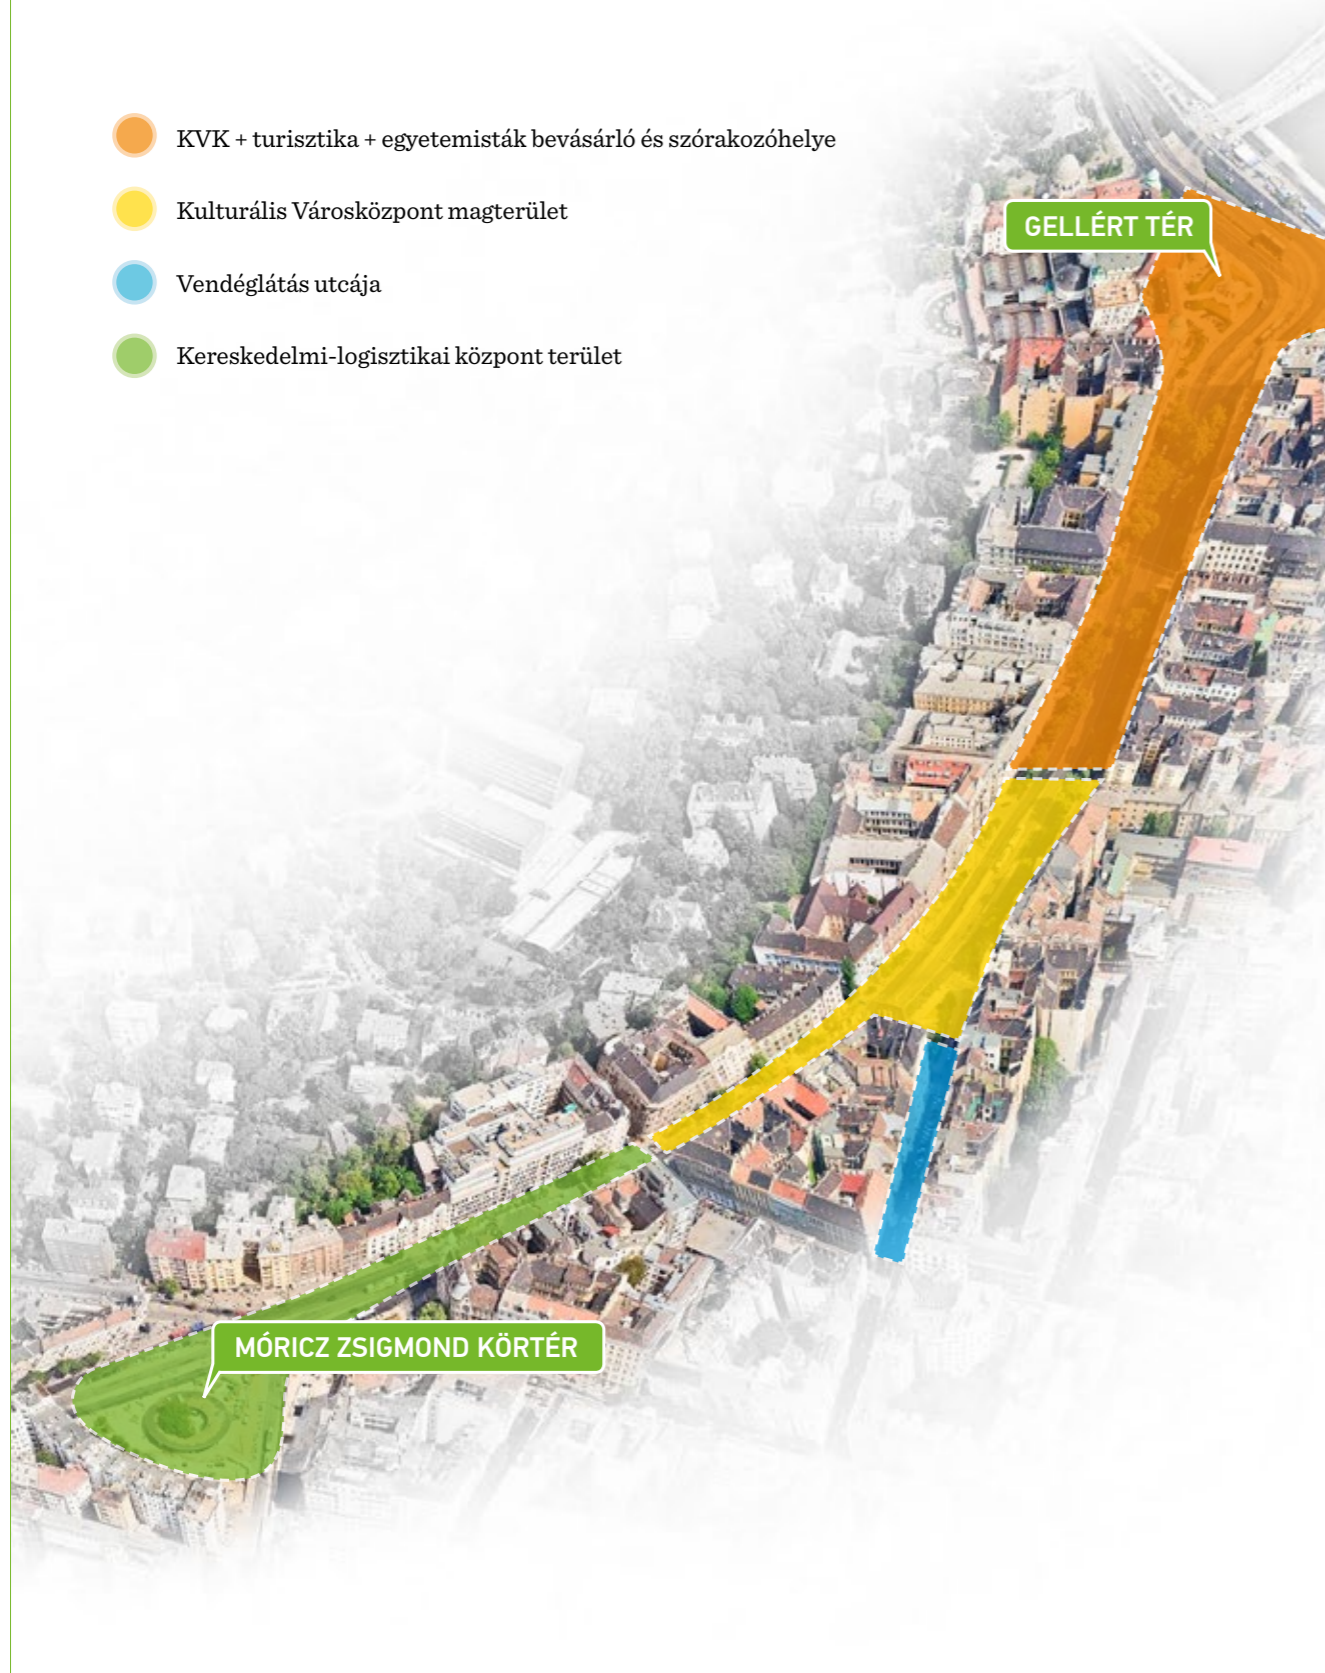 KVK + turisztika + egyetemisták bevásárló és szórakozóhelye
Kulturális Városközpont magterület
Vendéglátás utcája
Kereskedelmi-logisztikai központ terület
GELLÉRT TÉR
MÓRICZ ZSIGMOND KÖRTÉR